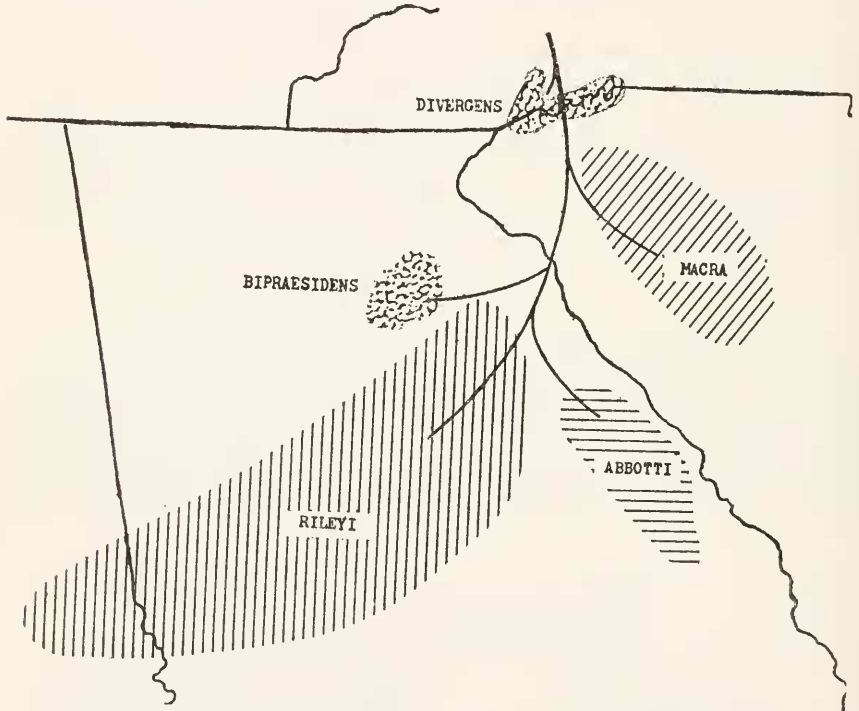 DIVERGENS
MACRA
BIPRAESIDENS
ABBOTTI
RILEYI